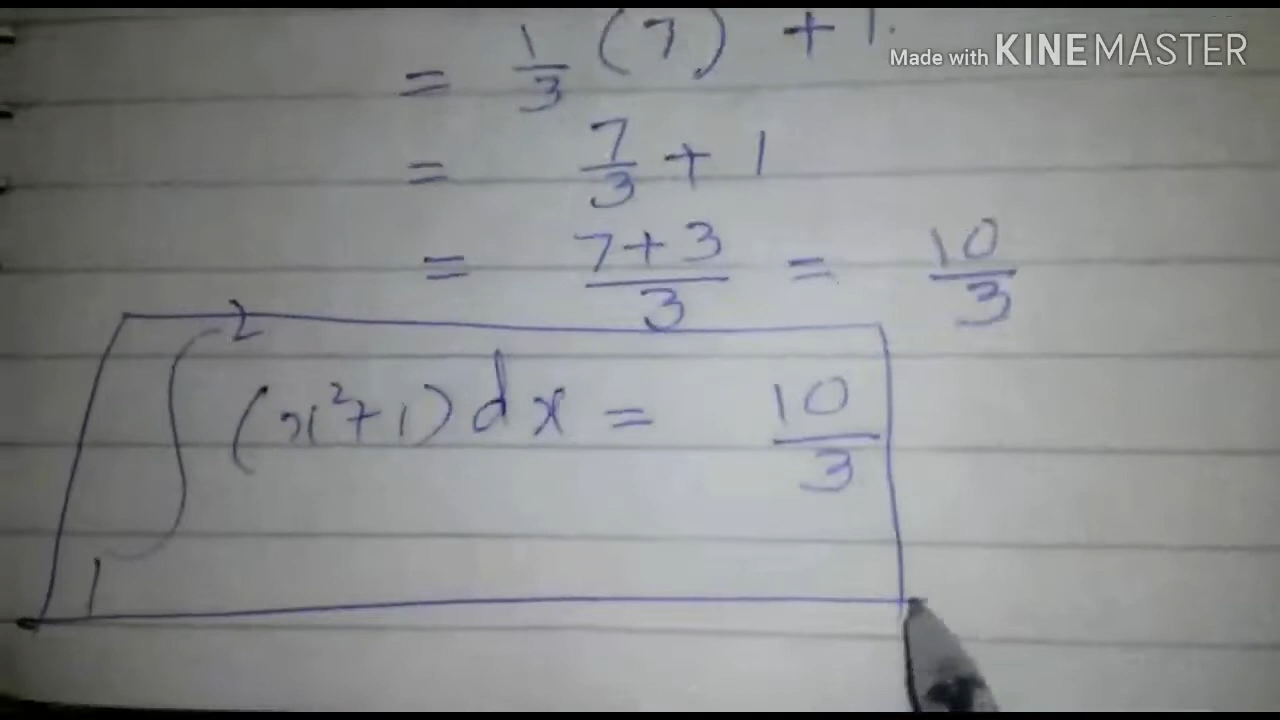 = 1/3 (7) + 1.
Made with KINEMASTER
= 7/3 + 1
= 7+3/3 = 10/3
∫₁² (x²+1) dx = 10/3